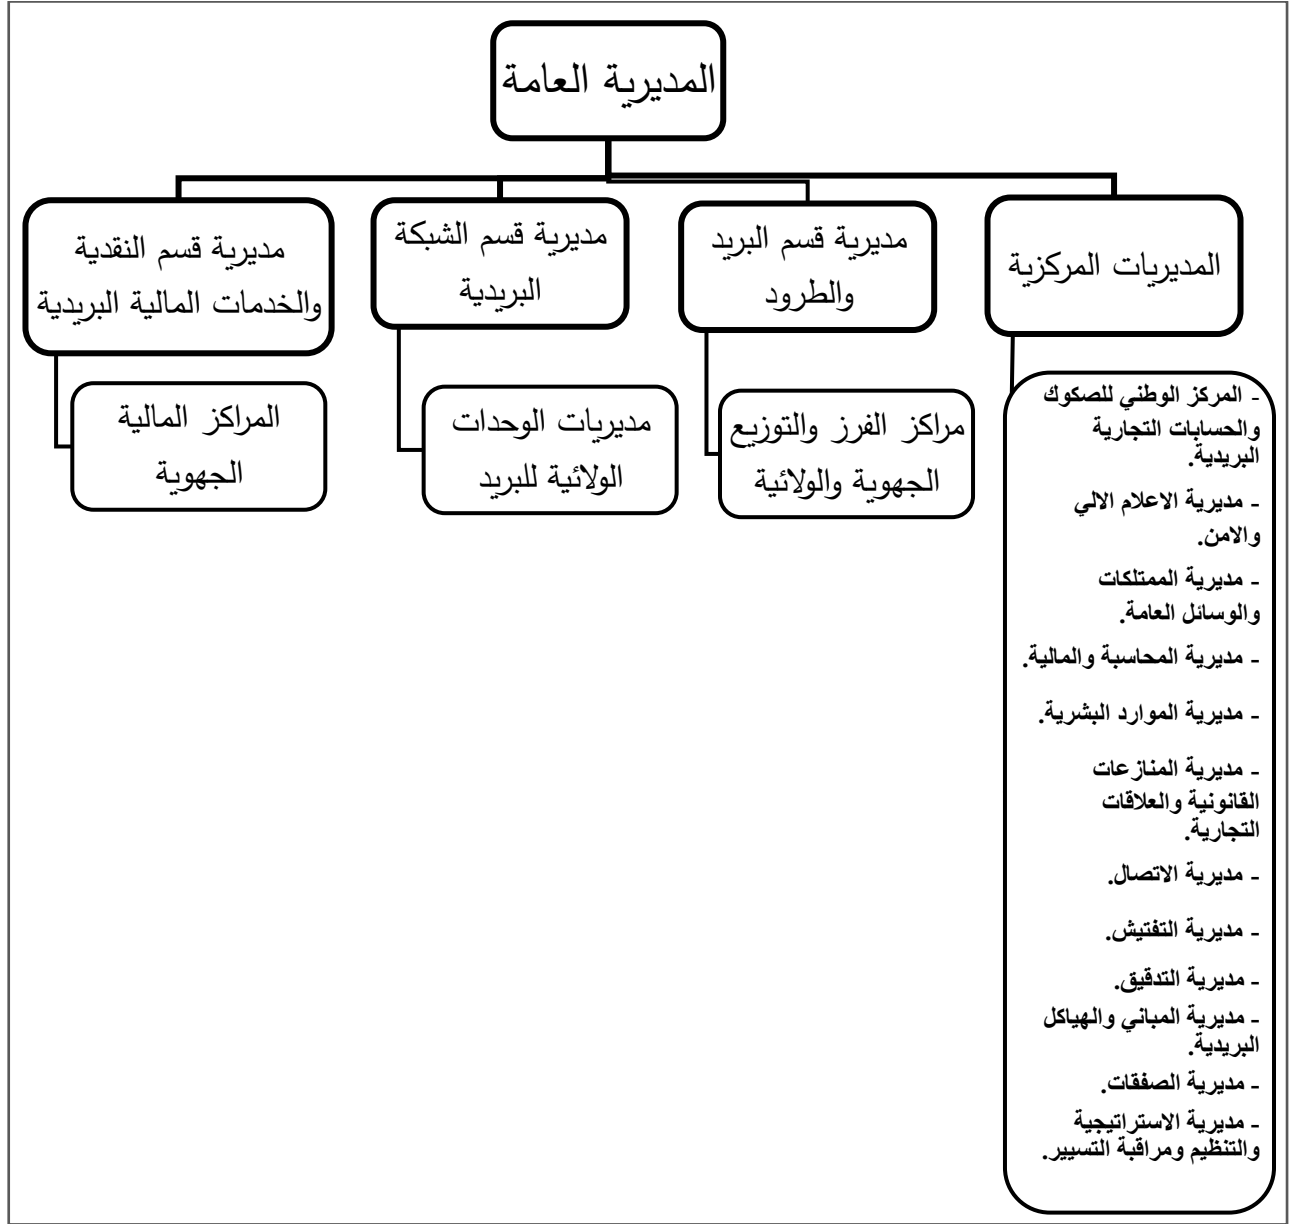 المديرية العامة
المديريات المركزية
مديرية قسم البريد
والطرود
مديرية قسم الشبكة
البريدية
مديرية قسم النقدية
والخدمات المالية البريدية
- المركز الوطني للصكوك
والحسابات التجارية
البريدية.
- مديرية الاعلام الالي
والامن.
- مديرية الممتلكات
والوسائل العامة.
- مديرية المحاسبة والمالية.
- مديرية الموارد البشرية.
- مديرية المنازعات
القانونية والعلاقات
التجارية.
- مديرية الاتصال.
- مديرية التفتيش.
- مديرية التدقيق.
- مديرية المباني والهياكل
البريدية.
- مديرية الصفقات.
- مديرية الاستراتيجية
والتنظيم ومراقبة التسيير.
مراكز الفرز والتوزيع
الجهوية والولائية
مديريات الوحدات
الولائية للبريد
المراكز المالية
الجهوية